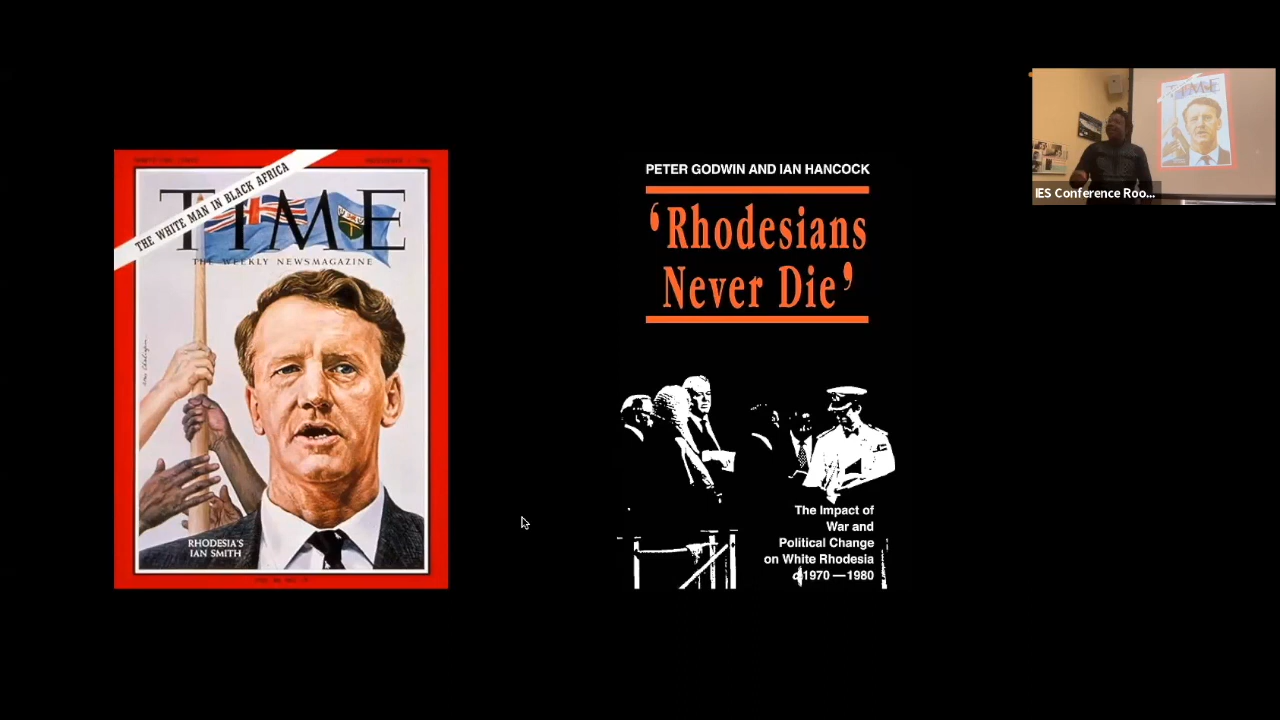 THE WHITE MAN IN BLACK AFRICA
TIME
THE WEEKLY NEWSMAGAZINE
RHODESIA'S
IAN SMITH
PETER GODWIN AND IAN HANCOCK
‘Rhodesians
Never Die’
The Impact of
War and
Political Change
on White Rhodesia
c1970 — 1980
IES Conference Roo...
TIME